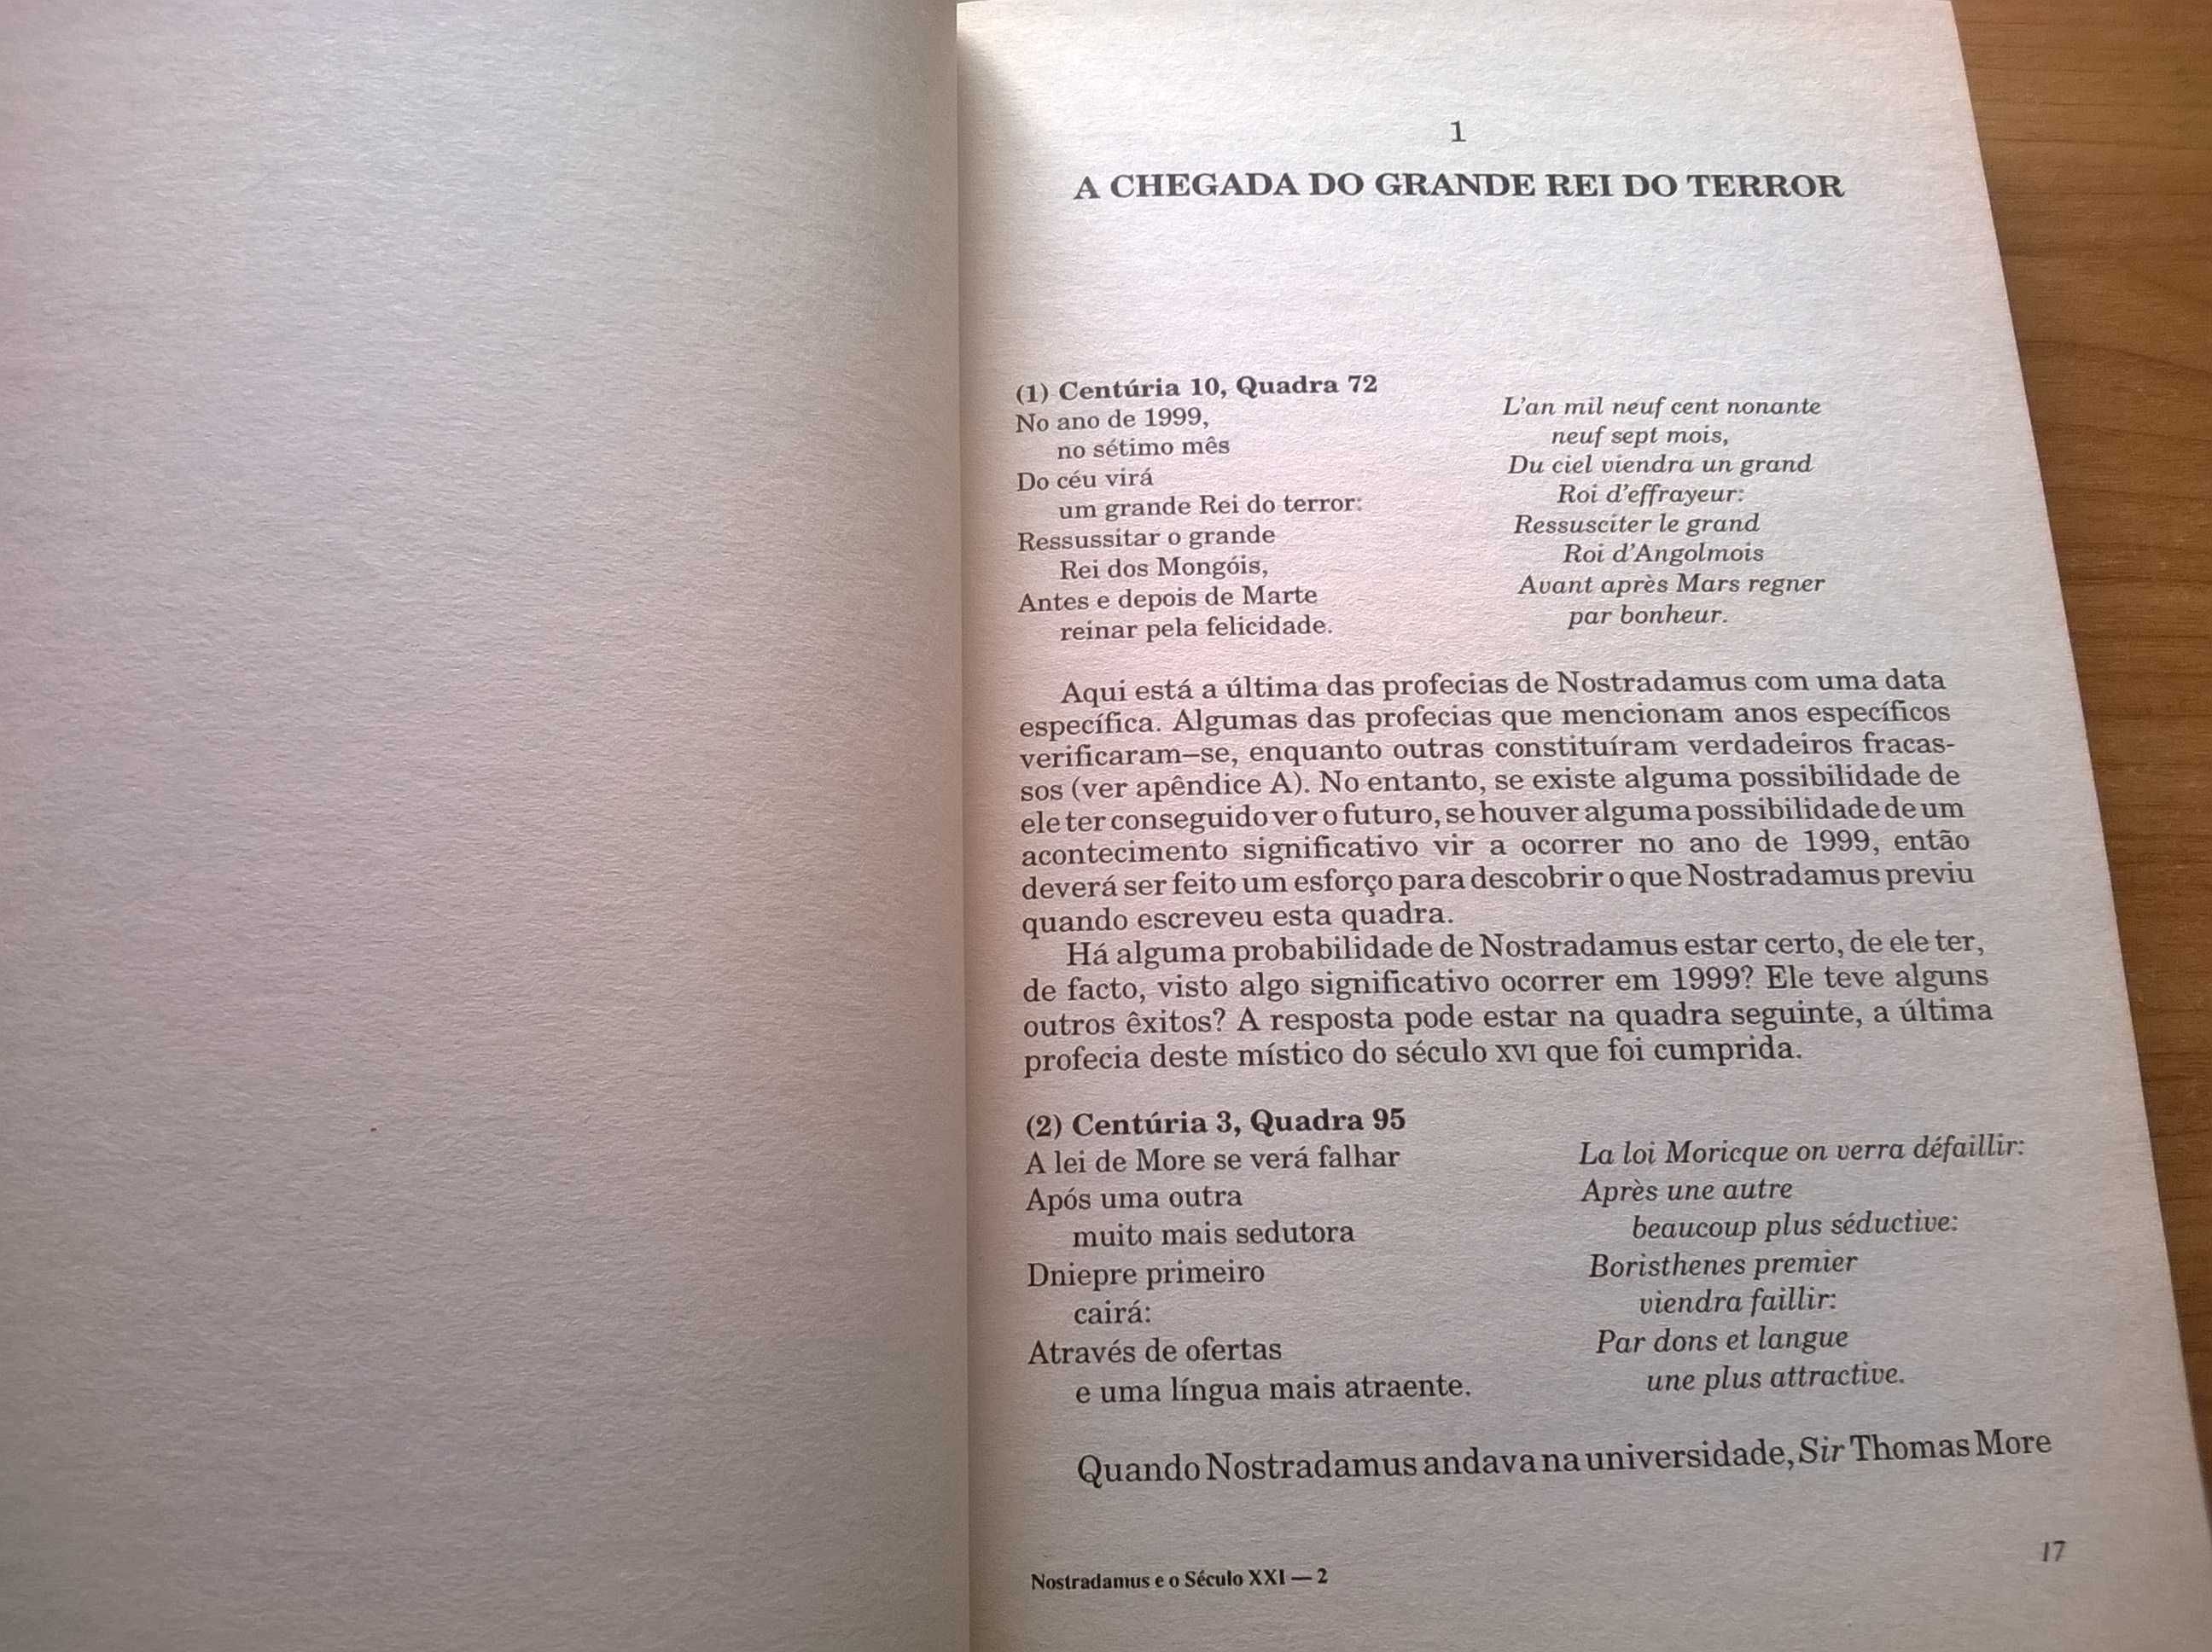 1
A CHEGADA DO GRANDE REI DO TERROR
(1) Centúria 10, Quadra 72
No ano de 1999,
no sétimo mês
Do céu virá
um grande Rei do terror:
Ressussitar o grande
Rei dos Mongóis,
Antes e depois de Marte
reinar pela felicidade.
L'an mil neuf cent nonante
neuf sept mois,
Du ciel viendra un grand
Roi d'effrayeur:
Ressusciter le grand
Roi d'Angolmois
Avant après Mars regner
par bonheur.
Aqui está a última das profecias de Nostradamus com uma data
específica. Algumas das profecias que mencionam anos específicos
verificaram–se, enquanto outras constituíram verdadeiros fracas-
sos (ver apêndice A). No entanto, se existe alguma possibilidade de
ele ter conseguido ver o futuro, se houver alguma possibilidade de um
acontecimento significativo vir a ocorrer no ano de 1999, então
deverá ser feito um esforço para descobrir o que Nostradamus previu
quando escreveu esta quadra.
Há alguma probabilidade de Nostradamus estar certo, de ele ter,
de facto, visto algo significativo ocorrer em 1999? Ele teve alguns
outros êxitos? A resposta pode estar na quadra seguinte, a última
profecia deste místico do século XVI que foi cumprida.
(2) Centúria 3, Quadra 95
A lei de More se verá falhar
Após uma outra
muito mais sedutora
Dniepre primeiro
cairá:
Através de ofertas
e uma língua mais atraente.
La loi Moricque on verra défaillir:
Après une autre
beaucoup plus séductive:
Boristhenes premier
viendra faillir:
Par dons et langue
une plus attractive.
Quando Nostradamus andava na universidade, Sir Thomas More
17
Nostradamus e o Século XXI — 2